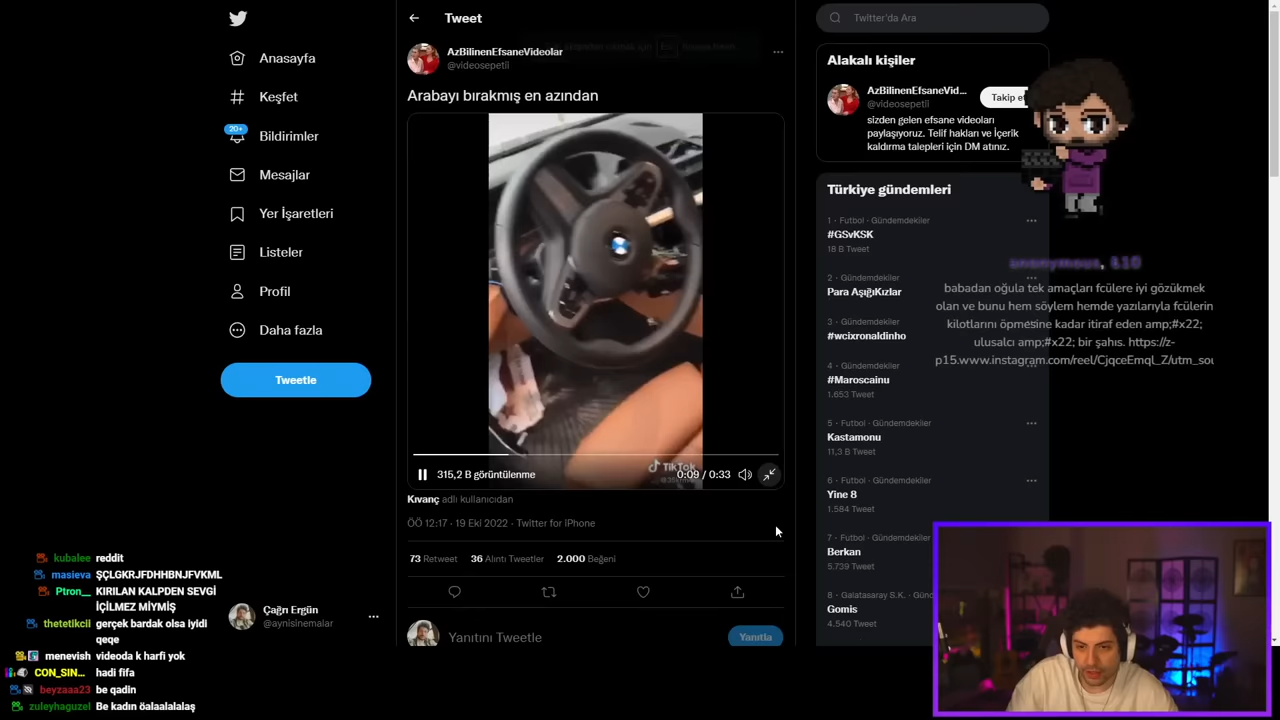 Anasayfa
Keşfet
20+
Bildirimler
Mesajlar
Yer İşaretleri
Listeler
Profil
Daha fazla
Tweetle
Çağrı Ergün
@aynisinemalar
kubalee reddit
masieva ŞÇLGKRJFDHHBNJFVKML
Ptron__ KIRILAN KALPDEN SEVGİ
İÇİLMEZ MİYMİŞ
thetetikcii gerçek bardak olsa iyidi
qeqe
menevish videoda k harfi yok
CON_SIN... hadi fifa
beyzaaa23 be qadin
zuleyhaguzel Be kadın öalaalalalaş
Tweet
AzBilinenEfsaneVideolar
@videosepetii
Arabayı bırakmış en azından
315,2 B görüntülenme
TikTok
0:09 / 0:33
Kıvanç adlı kullanıcıdan
ÖÖ 12:17 · 19 Eki 2022 · Twitter for iPhone
73 Retweet 36 Alıntı Tweetler 2.000 Beğeni
Yanıtını Tweetle
Yanıtla
Twitter'da Ara
Alakalı kişiler
AzBilinenEfsaneVid...
@videosepetii
Takip et
sizden gelen efsane videoları
paylaşıyoruz. Telif hakları ve İçerik
kaldırma talepleri için DM atınız.
Türkiye gündemleri
1 · Futbol · Gündemdekiler
#GSvKSK
18 B Tweet
2 · Gündemdekiler
Para AşığıKızlar
3 · Gündemdekiler
#wcixronaldinho
4 · Gündemdekiler
#Maroscainu
1.653 Tweet
5 · Futbol · Gündemdekiler
Kastamonu
11,3 B Tweet
6 · Futbol · Gündemdekiler
Yine 8
1.584 Tweet
7 · Futbol · Gündemdekiler
Berkan
5.739 Tweet
8 · Galatasaray S.K. · Günd
Gomis
4.540 Tweet
anonymous, ₺10
babadan oğula tek amaçları fcülere iyi gözükmek
olan ve bunu hem söylem hemde yazılarıyla fcülerin
kilotlarını öpmesine kadar itiraf eden amp;#x22;
ulusalcı amp;#x22; bir şahıs. https://z-
p15.www.instagram.com/reel/CjqceEmql_Z/utm_sou